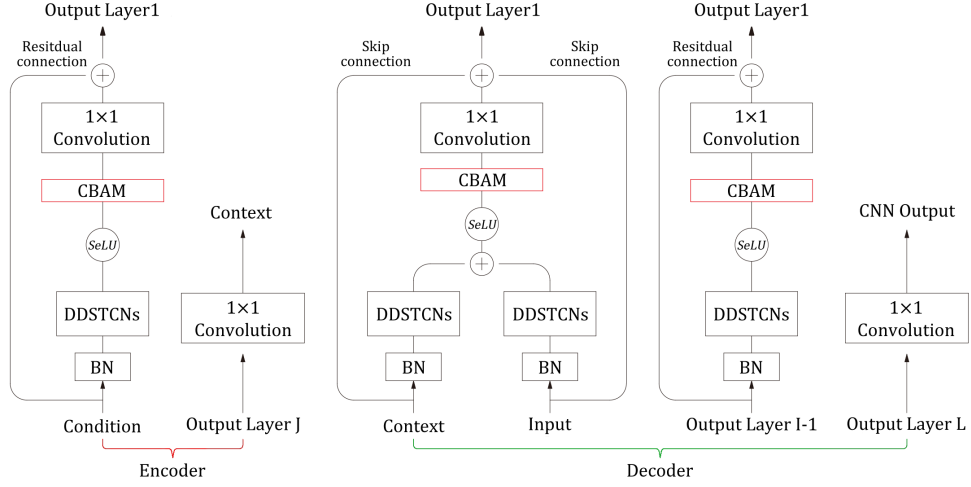 Output Layer1
Resitdual
connection
+
1×1
Convolution
CBAM
SeLU
DDSTCNs
BN
Condition
Context
1×1
Convolution
Output Layer J
Encoder
Output Layer1
Skip
connection
Skip
connection
+
1×1
Convolution
CBAM
SeLU
+
DDSTCNs
DDSTCNs
BN
BN
Context
Input
Output Layer1
Resitdual
connection
+
1×1
Convolution
CBAM
SeLU
DDSTCNs
BN
Output Layer I-1
CNN Output
1×1
Convolution
Output Layer L
Decoder